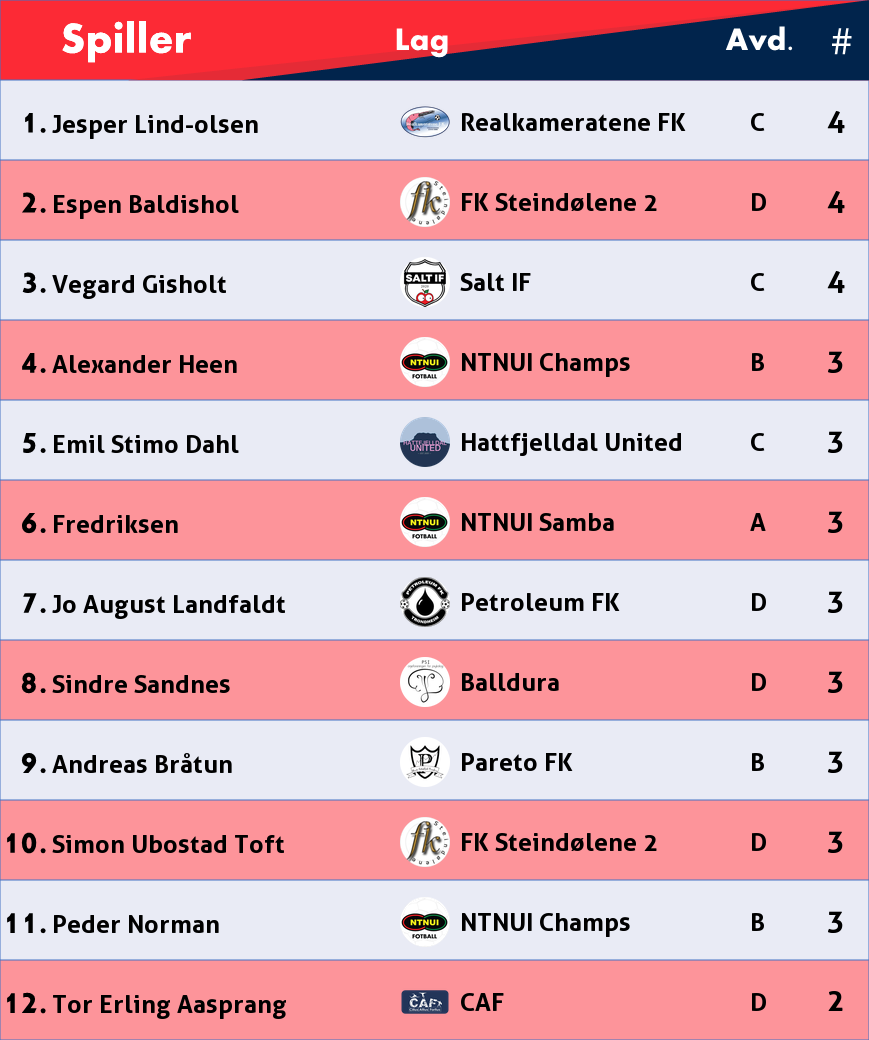 Spiller Lag Avd. #
1. Jesper Lind-olsen Realkameratene FK C 4
2. Espen Baldishol FK Steindølene 2 D 4
3. Vegard Gisholt SALT IF Salt IF C 4
4. Alexander Heen NTNUI FOTBALL NTNUI Champs B 3
5. Emil Stimo Dahl HATTFJELLDAL UNITED Hattfjelldal United C 3
6. Fredriksen NTNUI FOTBALL NTNUI Samba A 3
7. Jo August Landfaldt PETROLEUM FK TRONDHEIM Petroleum FK D 3
8. Sindre Sandnes PSI Balldura D 3
9. Andreas Bråtun P Pareto FK B 3
10. Simon Ubostad Toft fk Steindølene FK Steindølene 2 D 3
11. Peder Norman NTNUI FOTBALL NTNUI Champs B 3
12. Tor Erling Aasprang CAF CAF D 2